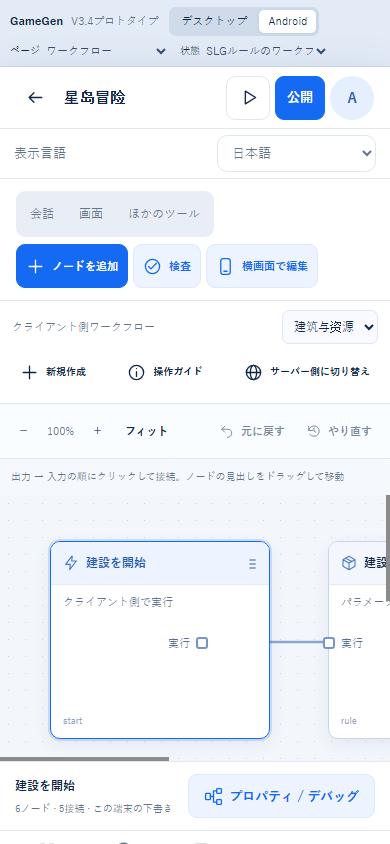 GameGen V3.4プロトタイプ デスクトップ Android
ページ ワークフロー 状態 SLGルールのワークフ
星岛冒险 公開 A
表示言語 日本語
会話 画面 ほかのツール
ノードを追加 検査 横画面で編集
クライアント側ワークフロー 建筑与资源
新規作成 操作ガイド サーバー側に切り替え
− 100% + フィット 元に戻す やり直す
出力 → 入力の順にクリックして接続。ノードの見出しをドラッグして移動
建設を開始 建設
クライアント側で実行 パラメー
実行 実行
start rule
建設を開始
6ノード · 5接続 · この端末の下書き
プロパティ / デバッグ